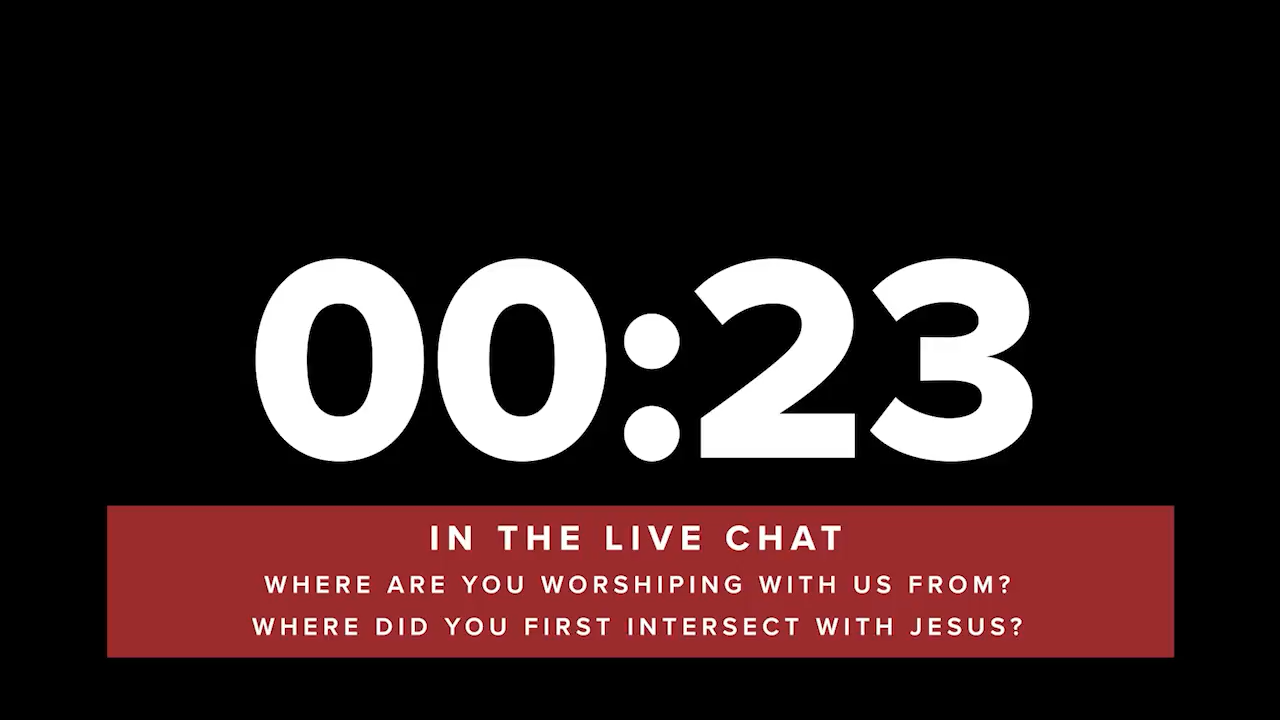 00:23
IN THE LIVE CHAT
WHERE ARE YOU WORSHIPING WITH US FROM?
WHERE DID YOU FIRST INTERSECT WITH JESUS?